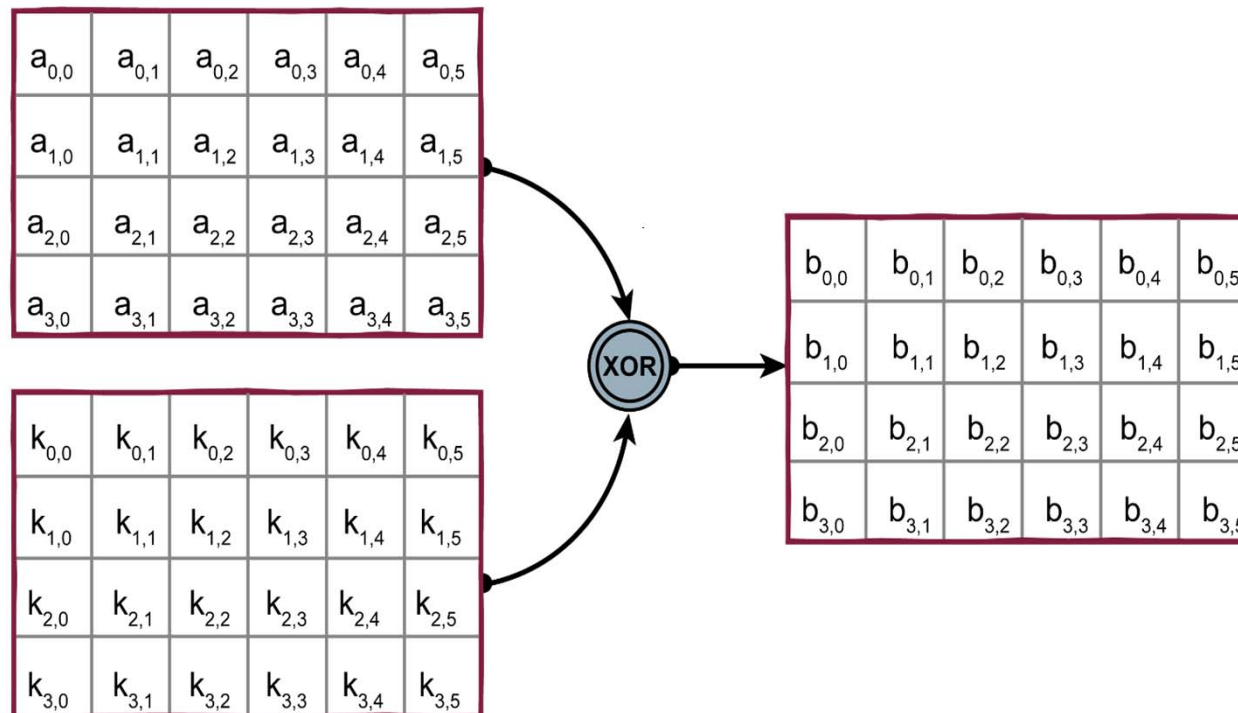 a0,0 a0,1 a0,2 a0,3 a0,4 a0,5
a1,0 a1,1 a1,2 a1,3 a1,4 a1,5
a2,0 a2,1 a2,2 a2,3 a2,4 a2,5
a3,0 a3,1 a3,2 a3,3 a3,4 a3,5
k0,0 k0,1 k0,2 k0,3 k0,4 k0,5
k1,0 k1,1 k1,2 k1,3 k1,4 k1,5
k2,0 k2,1 k2,2 k2,3 k2,4 k2,5
k3,0 k3,1 k3,2 k3,3 k3,4 k3,5
XOR
b0,0 b0,1 b0,2 b0,3 b0,4 b0,5
b1,0 b1,1 b1,2 b1,3 b1,4 b1,5
b2,0 b2,1 b2,2 b2,3 b2,4 b2,5
b3,0 b3,1 b3,2 b3,3 b3,4 b3,5